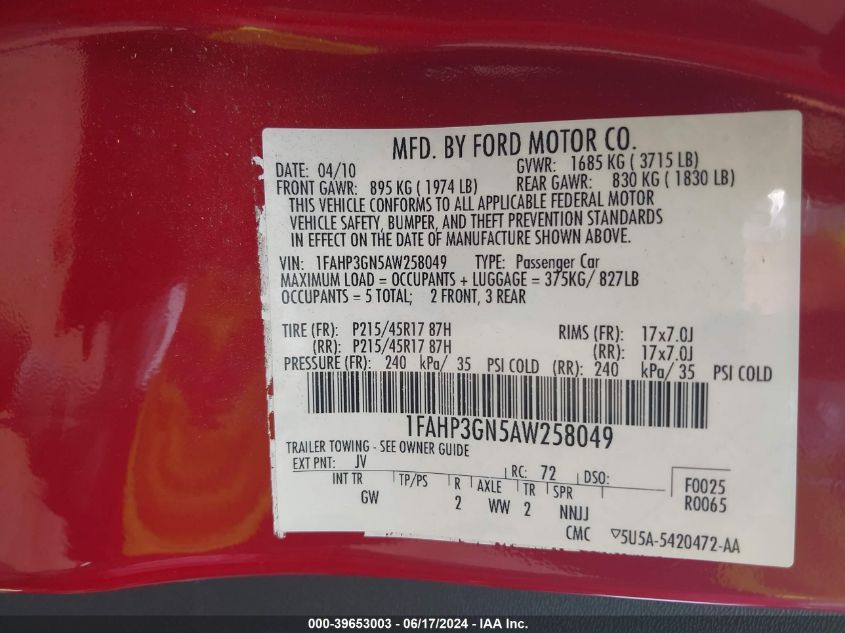 MFD. BY FORD MOTOR CO.
DATE: 04/10 GVWR: 1685 KG ( 3715 LB)
FRONT GAWR: 895 KG ( 1974 LB) REAR GAWR: 830 KG ( 1830 LB)
THIS VEHICLE CONFORMS TO ALL APPLICABLE FEDERAL MOTOR
VEHICLE SAFETY, BUMPER, AND THEFT PREVENTION STANDARDS
IN EFFECT ON THE DATE OF MANUFACTURE SHOWN ABOVE.
VIN: 1FAHP3GN5AW258049 TYPE: Passenger Car
MAXIMUM LOAD = OCCUPANTS + LUGGAGE = 375KG/ 827LB
OCCUPANTS = 5 TOTAL; 2 FRONT, 3 REAR
TIRE (FR): P215/45R17 87H RIMS (FR): 17x7.0J
(RR): P215/45R17 87H (RR): 17x7.0J
PRESSURE (FR): 240 kPa/ 35 PSI COLD (RR): 240 kPa/ 35 PSI COLD
1FAHP3GN5AW258049
TRAILER TOWING - SEE OWNER GUIDE
EXT PNT: JV RC: 72 DSO: F0025
INT TR TP/PS R AXLE TR SPR R0065
GW 2 WW 2 NNJJ
CMC ▽5U5A-5420472-AA
000-39653003 / 06/17/2024 - IAA Inc.